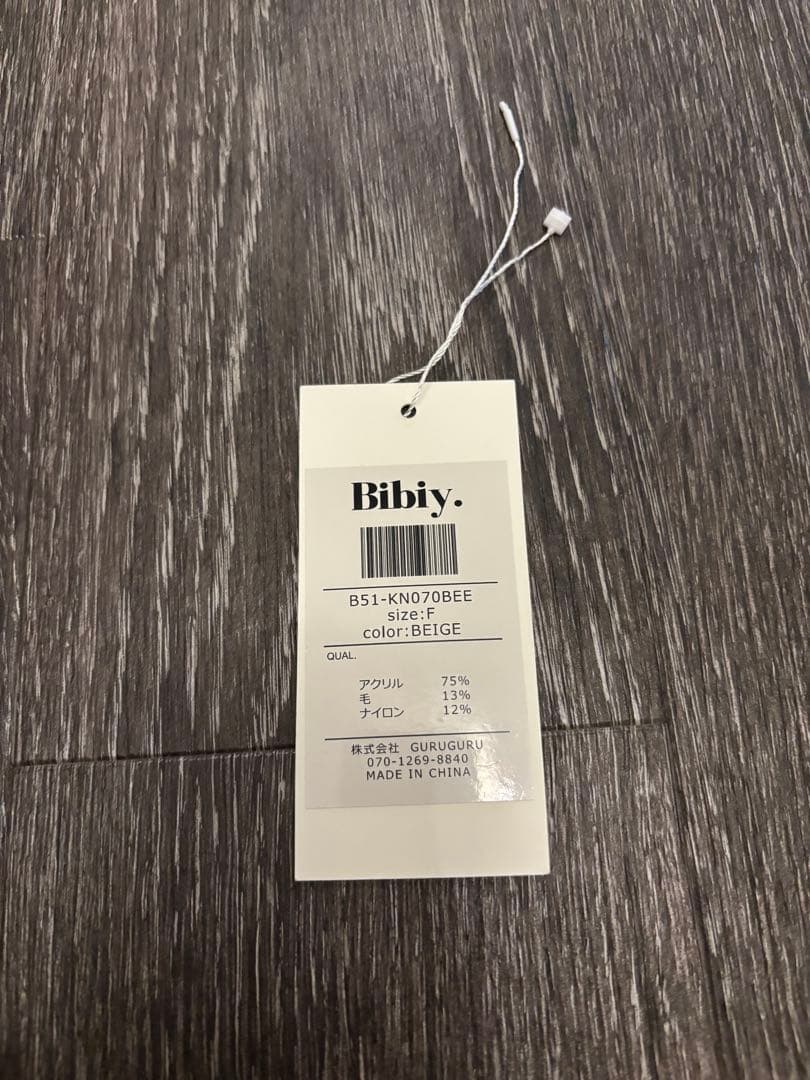 Bibiy.
B51-KN070BEE
size:F
color:BEIGE
QUAL.
アクリル 75%
毛 13%
ナイロン 12%
株式会社 GURUGURU
070-1269-8840
MADE IN CHINA